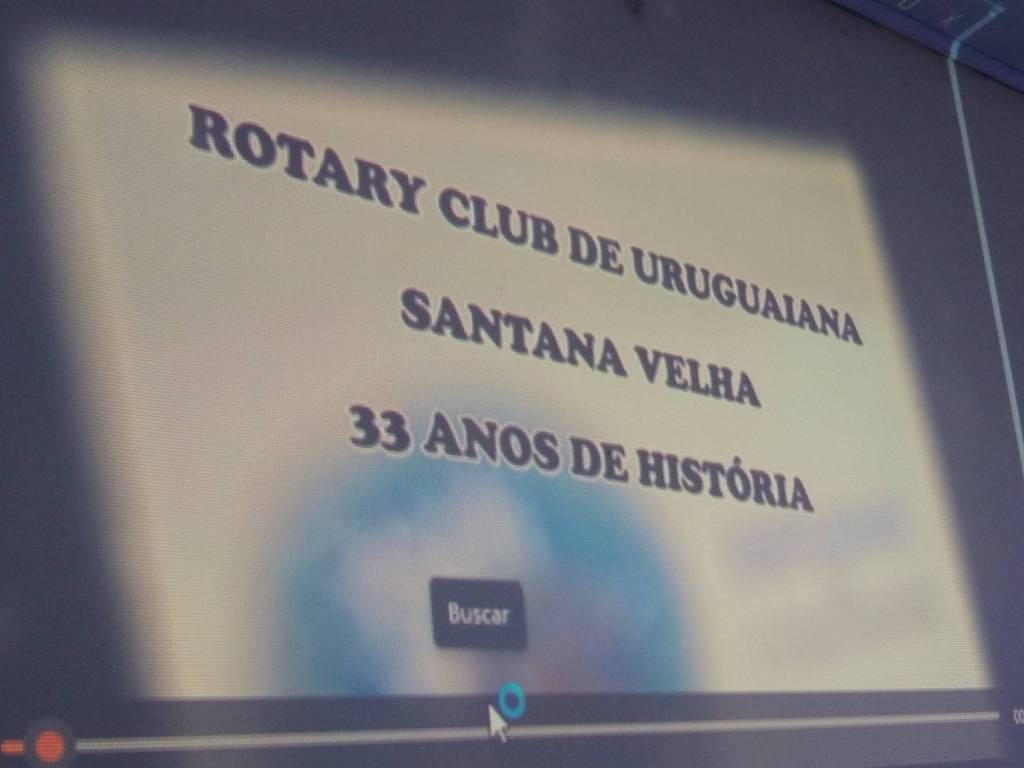 ROTARY CLUB DE URUGUAIANA
SANTANA VELHA
33 ANOS DE HISTÓRIA
Buscar